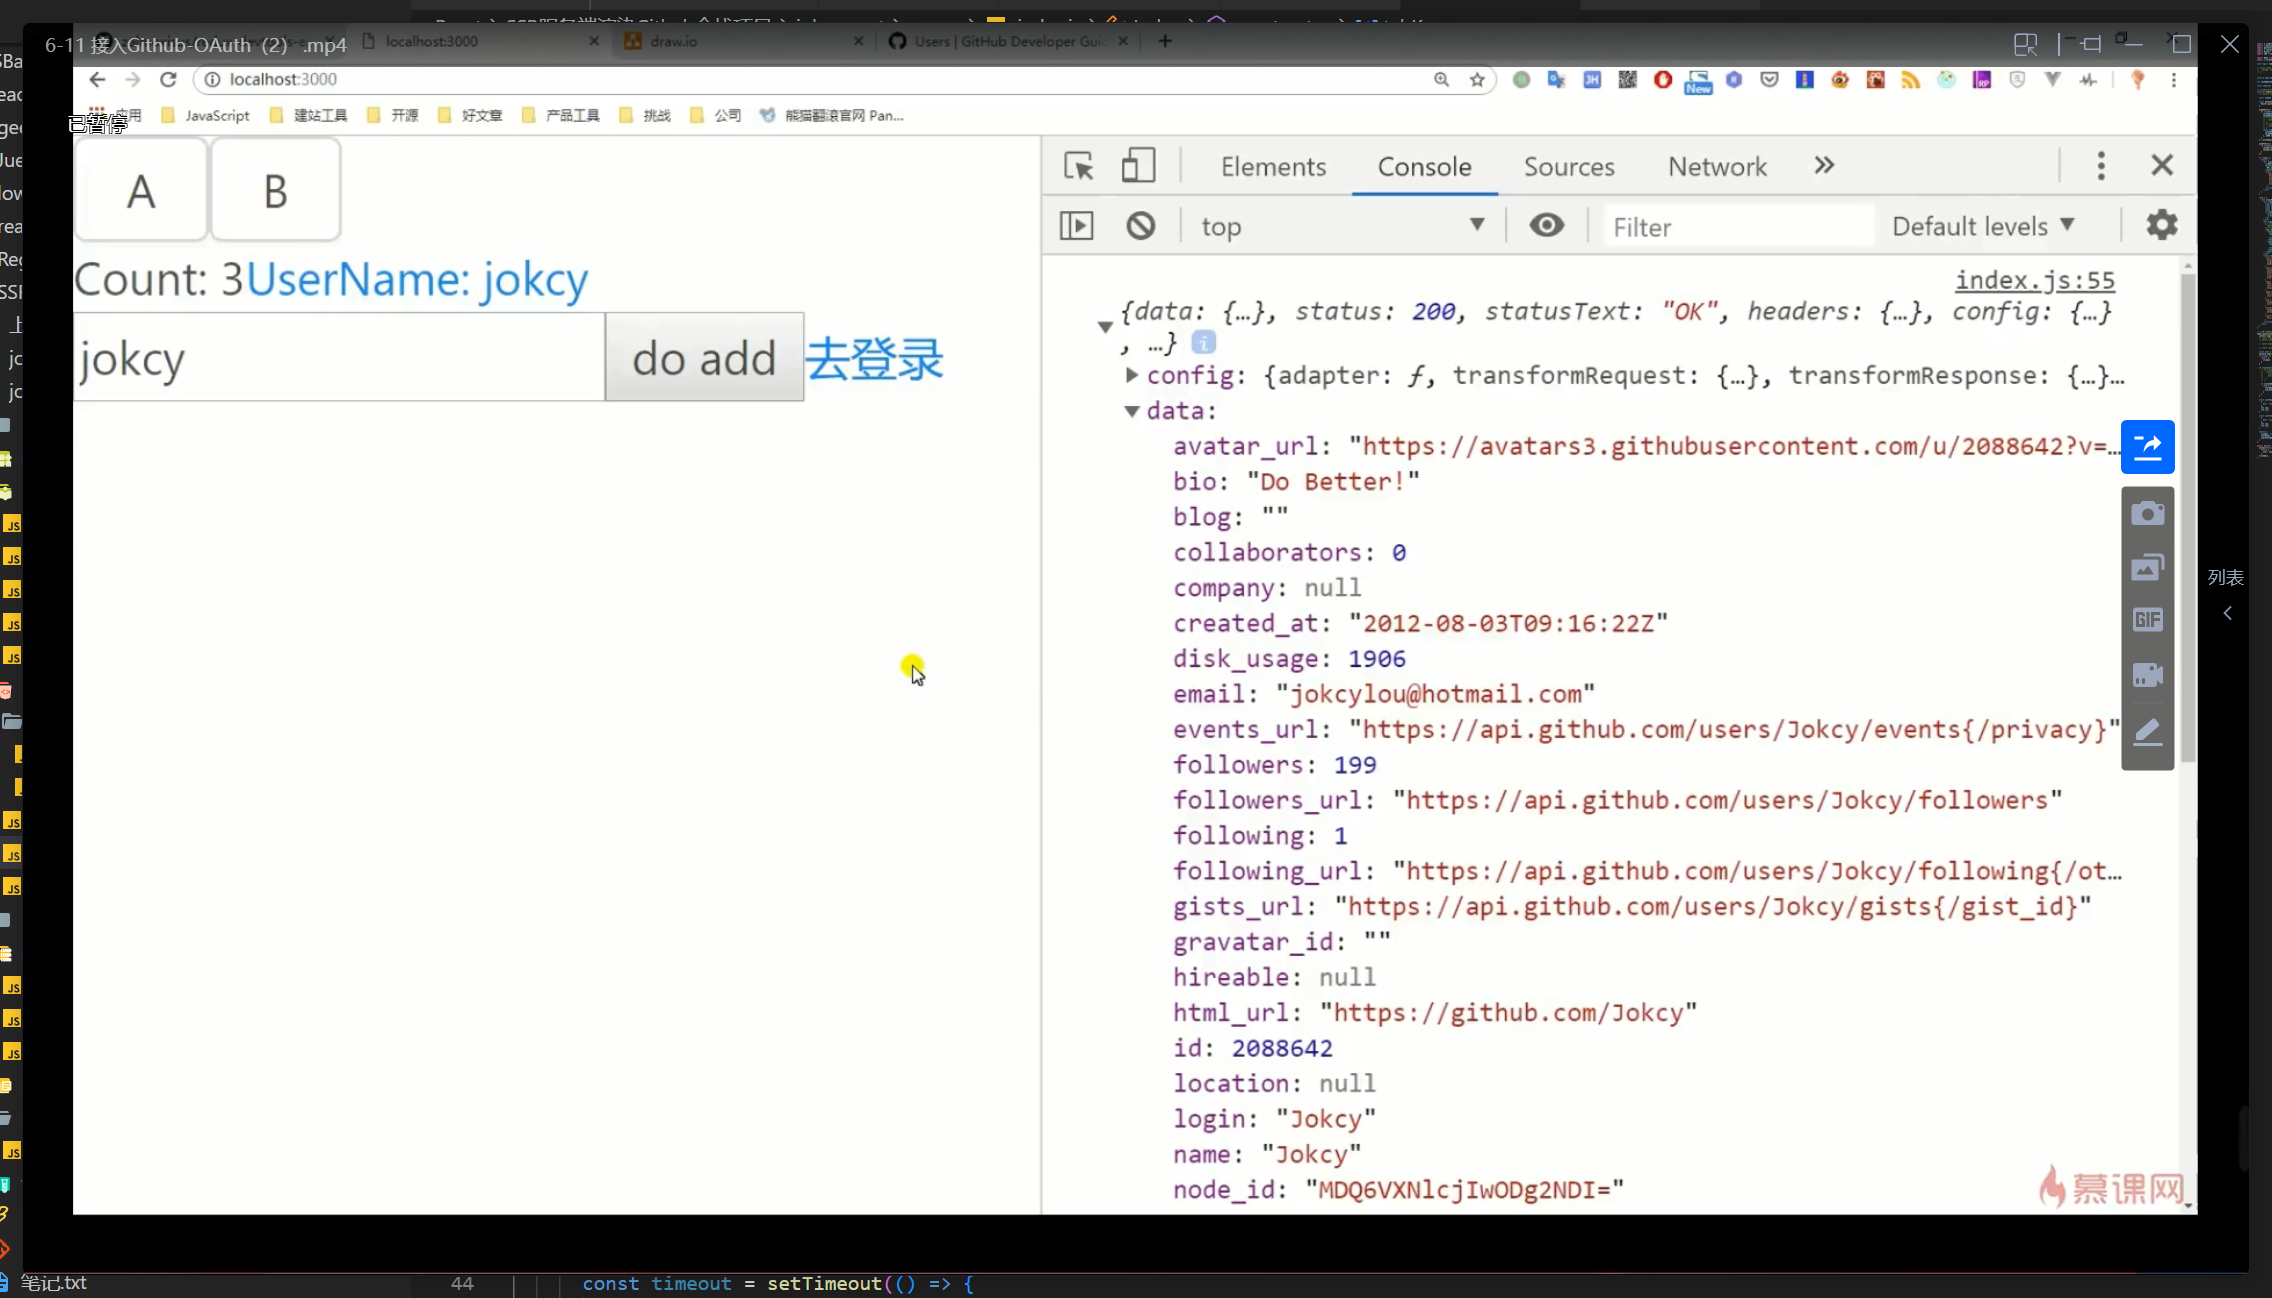 6-11 接入Github-OAuth（2）.mp4
localhost:3000
draw.io
Users | GitHub Developer Guid
localhost:3000
New
应用
JavaScript
建站工具
开源
好文章
产品工具
挑战
公司
熊猫翻滚官网 Pan...
已暂停
A
B
Count: 3UserName: jokcy
jokcy
do add
去登录
Elements
Console
Sources
Network
top
Filter
Default levels
index.js:55
{data: {…}, status: 200, statusText: "OK", headers: {…}, config: {…}
, …}
config: {adapter: ƒ, transformRequest: {…}, transformResponse: {…}…
data:
avatar_url: "https://avatars3.githubusercontent.com/u/2088642?v=…
bio: "Do Better!"
blog: ""
collaborators: 0
company: null
created_at: "2012-08-03T09:16:22Z"
disk_usage: 1906
email: "jokcylou@hotmail.com"
events_url: "https://api.github.com/users/Jokcy/events{/privacy}"
followers: 199
followers_url: "https://api.github.com/users/Jokcy/followers"
following: 1
following_url: "https://api.github.com/users/Jokcy/following{/ot…
gists_url: "https://api.github.com/users/Jokcy/gists{/gist_id}"
gravatar_id: ""
hireable: null
html_url: "https://github.com/Jokcy"
id: 2088642
location: null
login: "Jokcy"
name: "Jokcy"
node_id: "MDQ6VXNlcjIwODg2NDI="
GIF
列表
慕课网
笔记.txt
44
const timeout = setTimeout(() => {